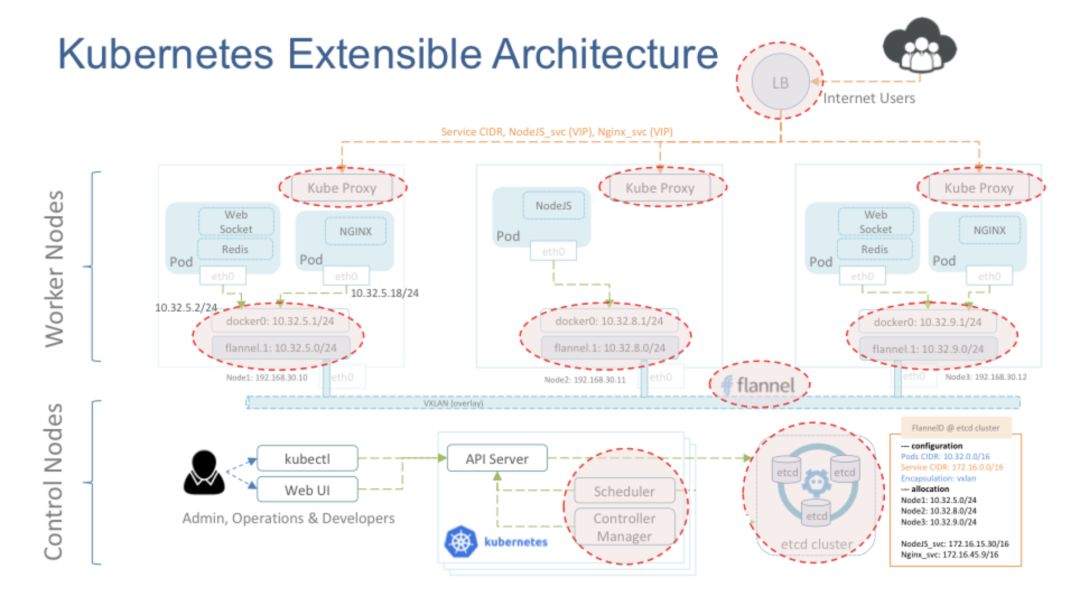 Kubernetes Extensible Architecture
LB
Internet Users
Service CIDR, NodeJS_svc (VIP), Nginx_svc (VIP)
Worker Nodes
Kube Proxy
Web
Socket
Redis
Pod
eth0
NGINX
Pod
eth0
10.32.5.2/24
10.32.5.18/24
docker0: 10.32.5.1/24
flannel.1: 10.32.5.0/24
Node1: 192.168.30.10
eth0
Kube Proxy
NodeJS
Pod
eth0
docker0: 10.32.8.1/24
flannel.1: 10.32.8.0/24
Node2: 192.168.30.11
eth0
Kube Proxy
Web
Socket
Redis
Pod
eth0
NGINX
Pod
eth0
docker0: 10.32.9.1/24
flannel.1: 10.32.9.0/24
eth0
Node3: 192.168.30.12
flannel
VXLAN (overlay)
Control Nodes
kubectl
Web UI
Admin, Operations & Developers
API Server
Scheduler
Controller
Manager
kubernetes
etcd
etcd
etcd
etcd cluster
FlannelD @ etcd cluster
--- configuration
Pods CIDR: 10.32.0.0/16
Service CIDR: 172.16.0.0/16
Encapsulation: vxlan
--- allocation
Node1: 10.32.5.0/24
Node2: 10.32.8.0/24
Node3: 10.32.9.0/24
NodeJS_svc: 172.16.15.30/16
Nginx_svc: 172.16.45.9/16